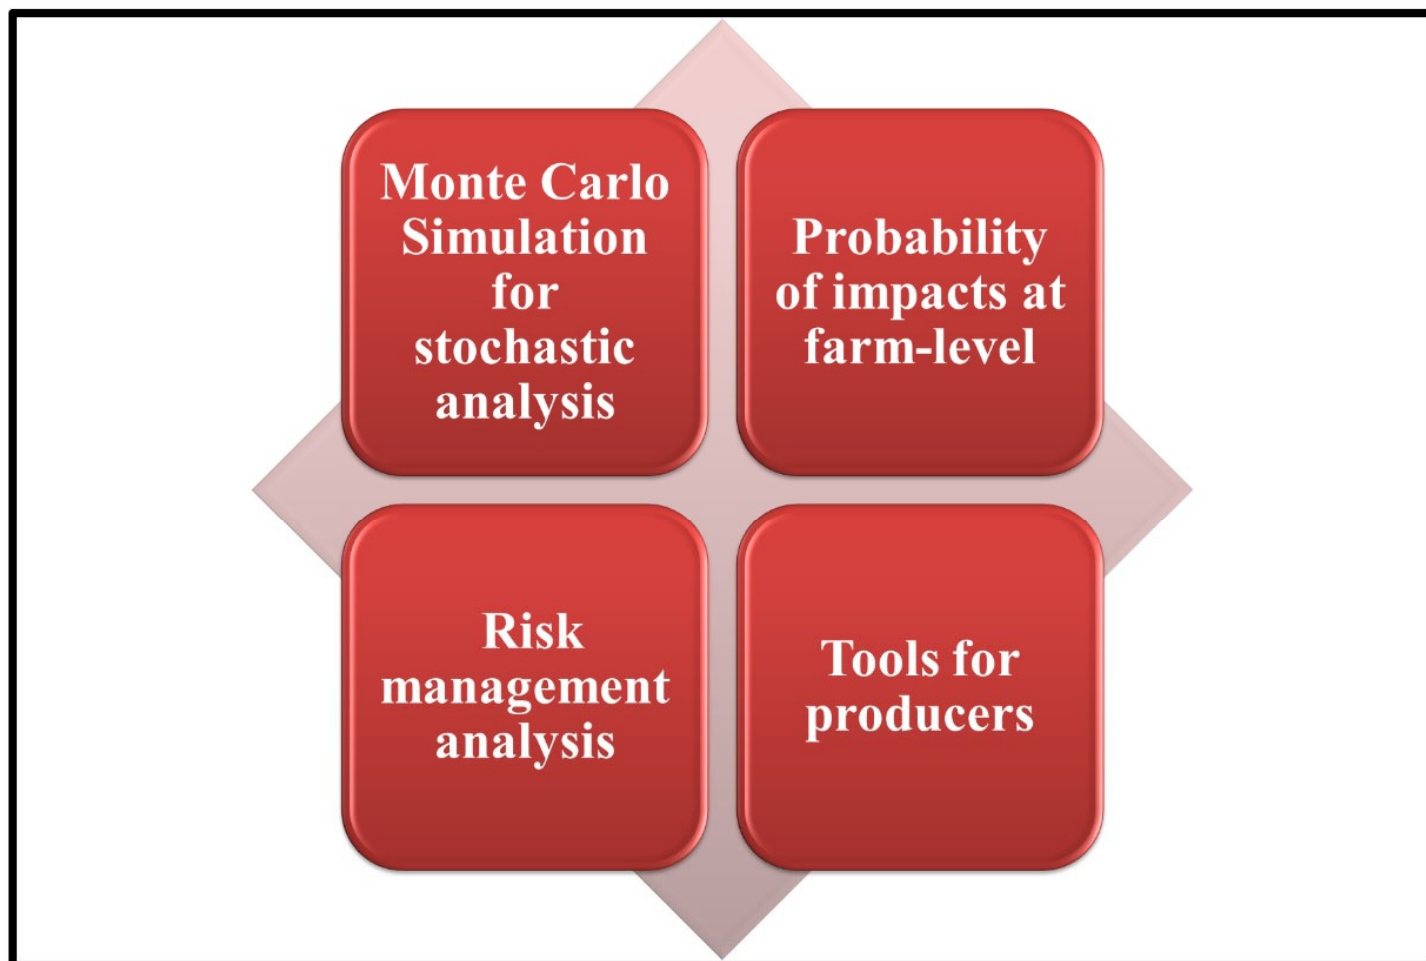 Monte Carlo
Simulation
for
stochastic
analysis
Probability
of impacts at
farm-level
Risk
management
analysis
Tools for
producers